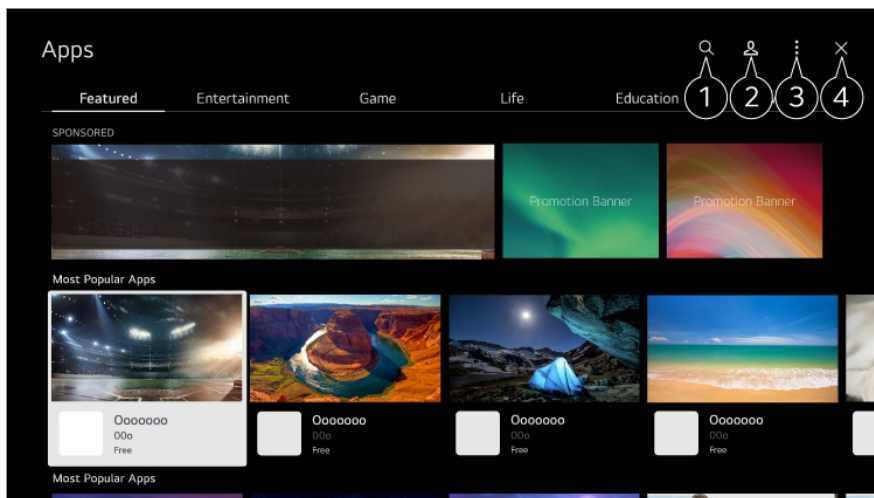 Apps
1 2 3 4
Featured Entertainment Game Life Education
SPONSORED
Promotion Banner Promotion Banner
Most Popular Apps
Ooooooo Ooooooo Ooooooo Ooooooo
00o 00o 00o 00o
Free Free Free Free
Most Popular Apps